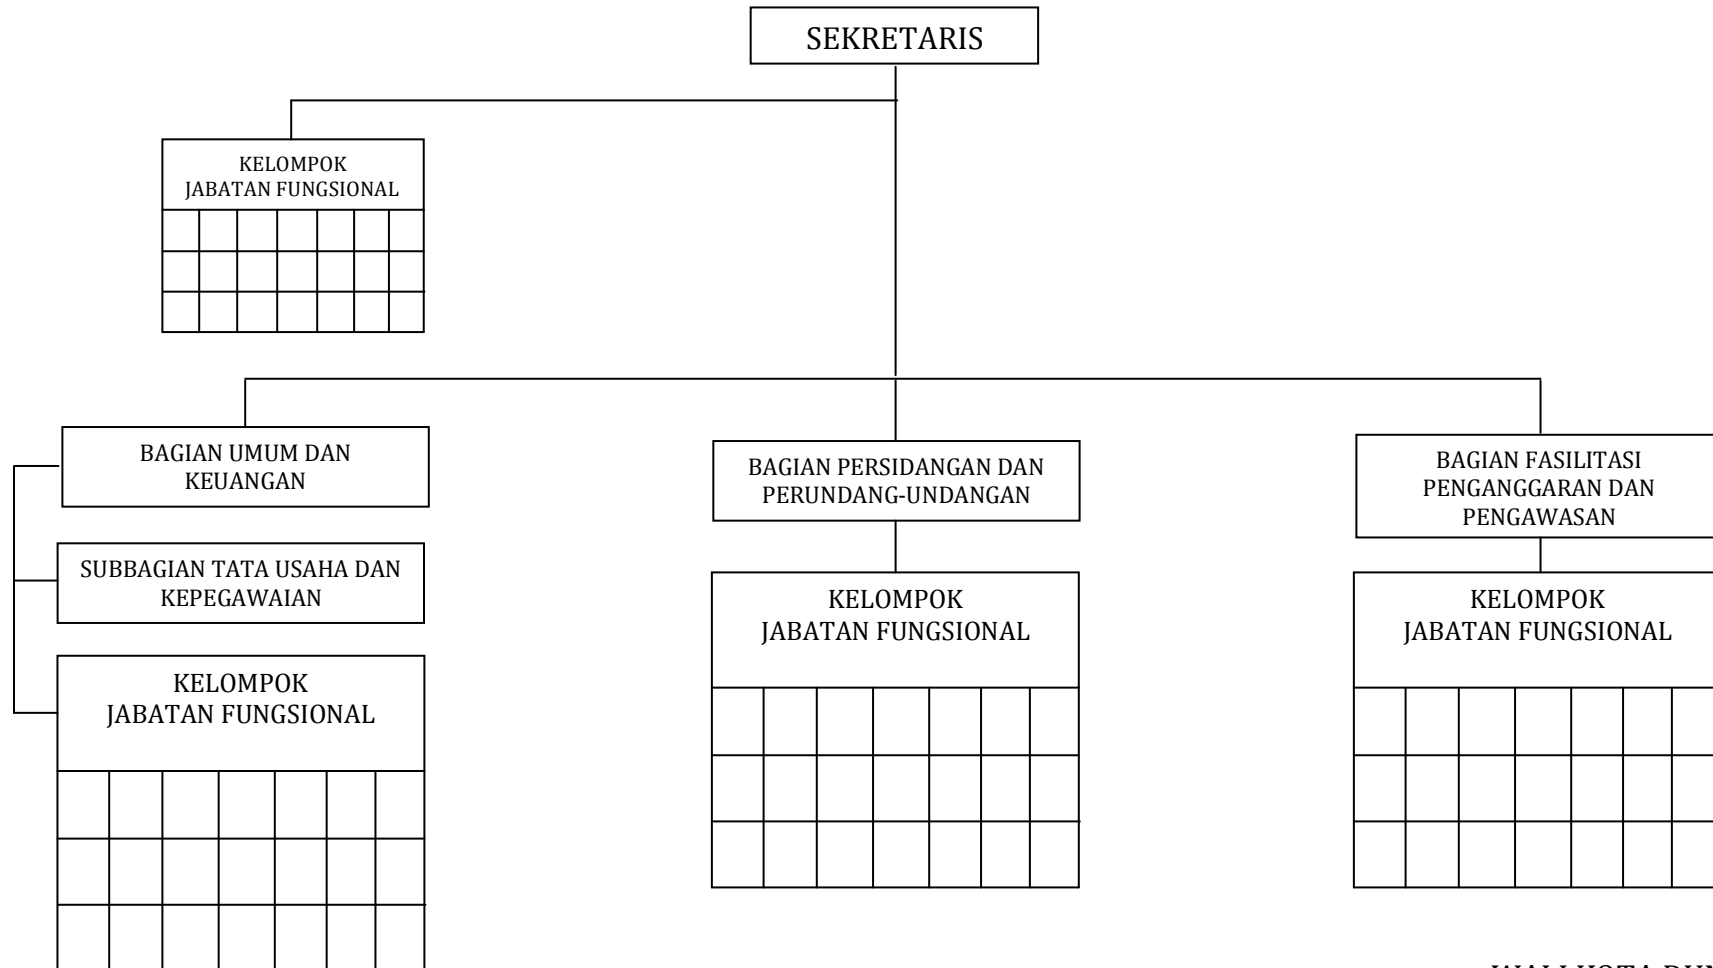 SEKRETARIS
KELOMPOK
JABATAN FUNGSIONAL
BAGIAN UMUM DAN
KEUANGAN
BAGIAN PERSIDANGAN DAN
PERUNDANG-UNDANGAN
BAGIAN FASILITASI
PENGANGGARAN DAN
PENGAWASAN
SUBBAGIAN TATA USAHA DAN
KEPEGAWAIAN
KELOMPOK
JABATAN FUNGSIONAL
KELOMPOK
JABATAN FUNGSIONAL
KELOMPOK
JABATAN FUNGSIONAL